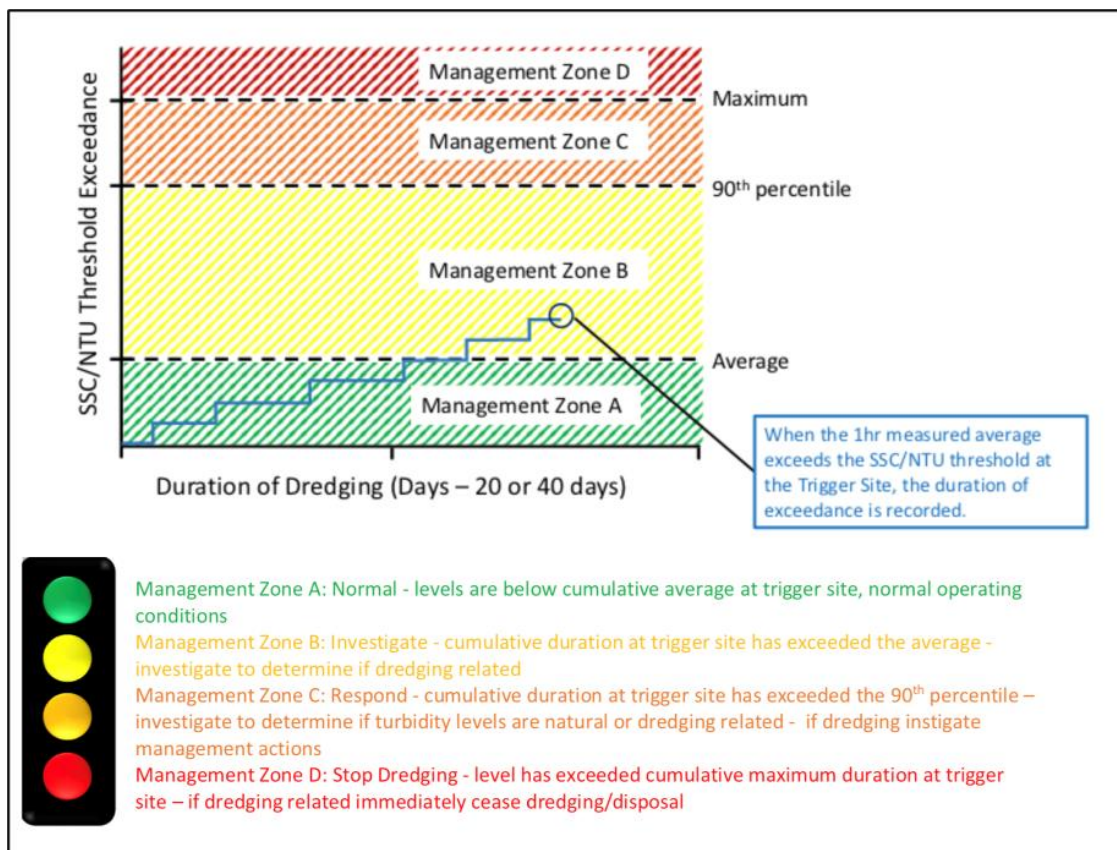 Management Zone D
Maximum
Management Zone C
90th percentile
Management Zone B
Average
Management Zone A
SSC/NTU Threshold Exceedance
Duration of Dredging (Days – 20 or 40 days)
When the 1hr measured average
exceeds the SSC/NTU threshold at
the Trigger Site, the duration of
exceedance is recorded.
Management Zone A: Normal - levels are below cumulative average at trigger site, normal operating
conditions
Management Zone B: Investigate - cumulative duration at trigger site has exceeded the average -
investigate to determine if dredging related
Management Zone C: Respond - cumulative duration at trigger site has exceeded the 90th percentile –
investigate to determine if turbidity levels are natural or dredging related - if dredging instigate
management actions
Management Zone D: Stop Dredging - level has exceeded cumulative maximum duration at trigger
site – if dredging related immediately cease dredging/disposal